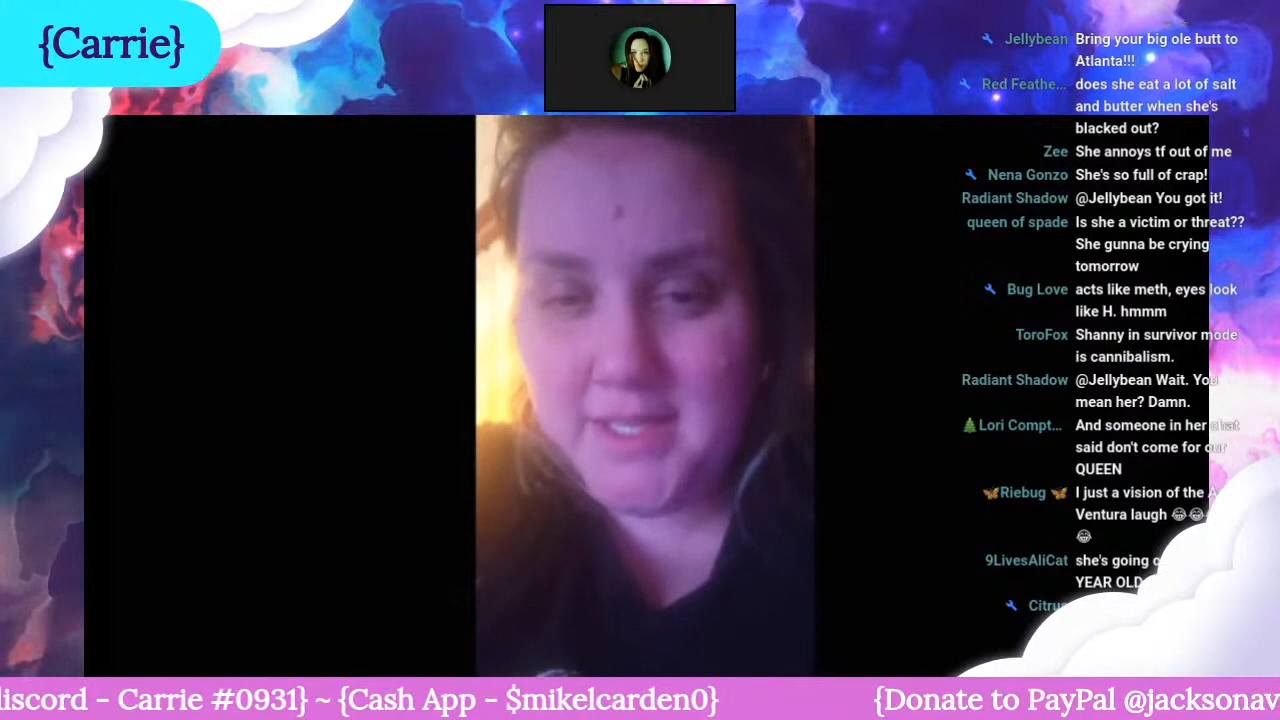 {Carrie}
Jellybean Bring your big ole butt to
Atlanta!!!
Red Feathe... does she eat a lot of salt
and butter when she's
blacked out?
Zee She annoys tf out of me
Nena Gonzo She's so full of crap!
Radiant Shadow @Jellybean You got it!
queen of spade Is she a victim or threat??
She gunna be crying
tomorrow
Bug Love acts like meth, eyes look
like H. hmmm
ToroFox Shanny in survivor mode
is cannibalism.
Radiant Shadow @Jellybean Wait. You
mean her? Damn.
🎄Lori Compt... And someone in her chat
said don't come for our
QUEEN
🦋Riebug 🦋 I just a vision of the
Ventura laugh 😂😂
😂
9LivesAliCat she's going
YEAR OLD
Citrus
discord - Carrie #0931} ~ {Cash App - $mikelcarden0}
{Donate to PayPal @jacksonav